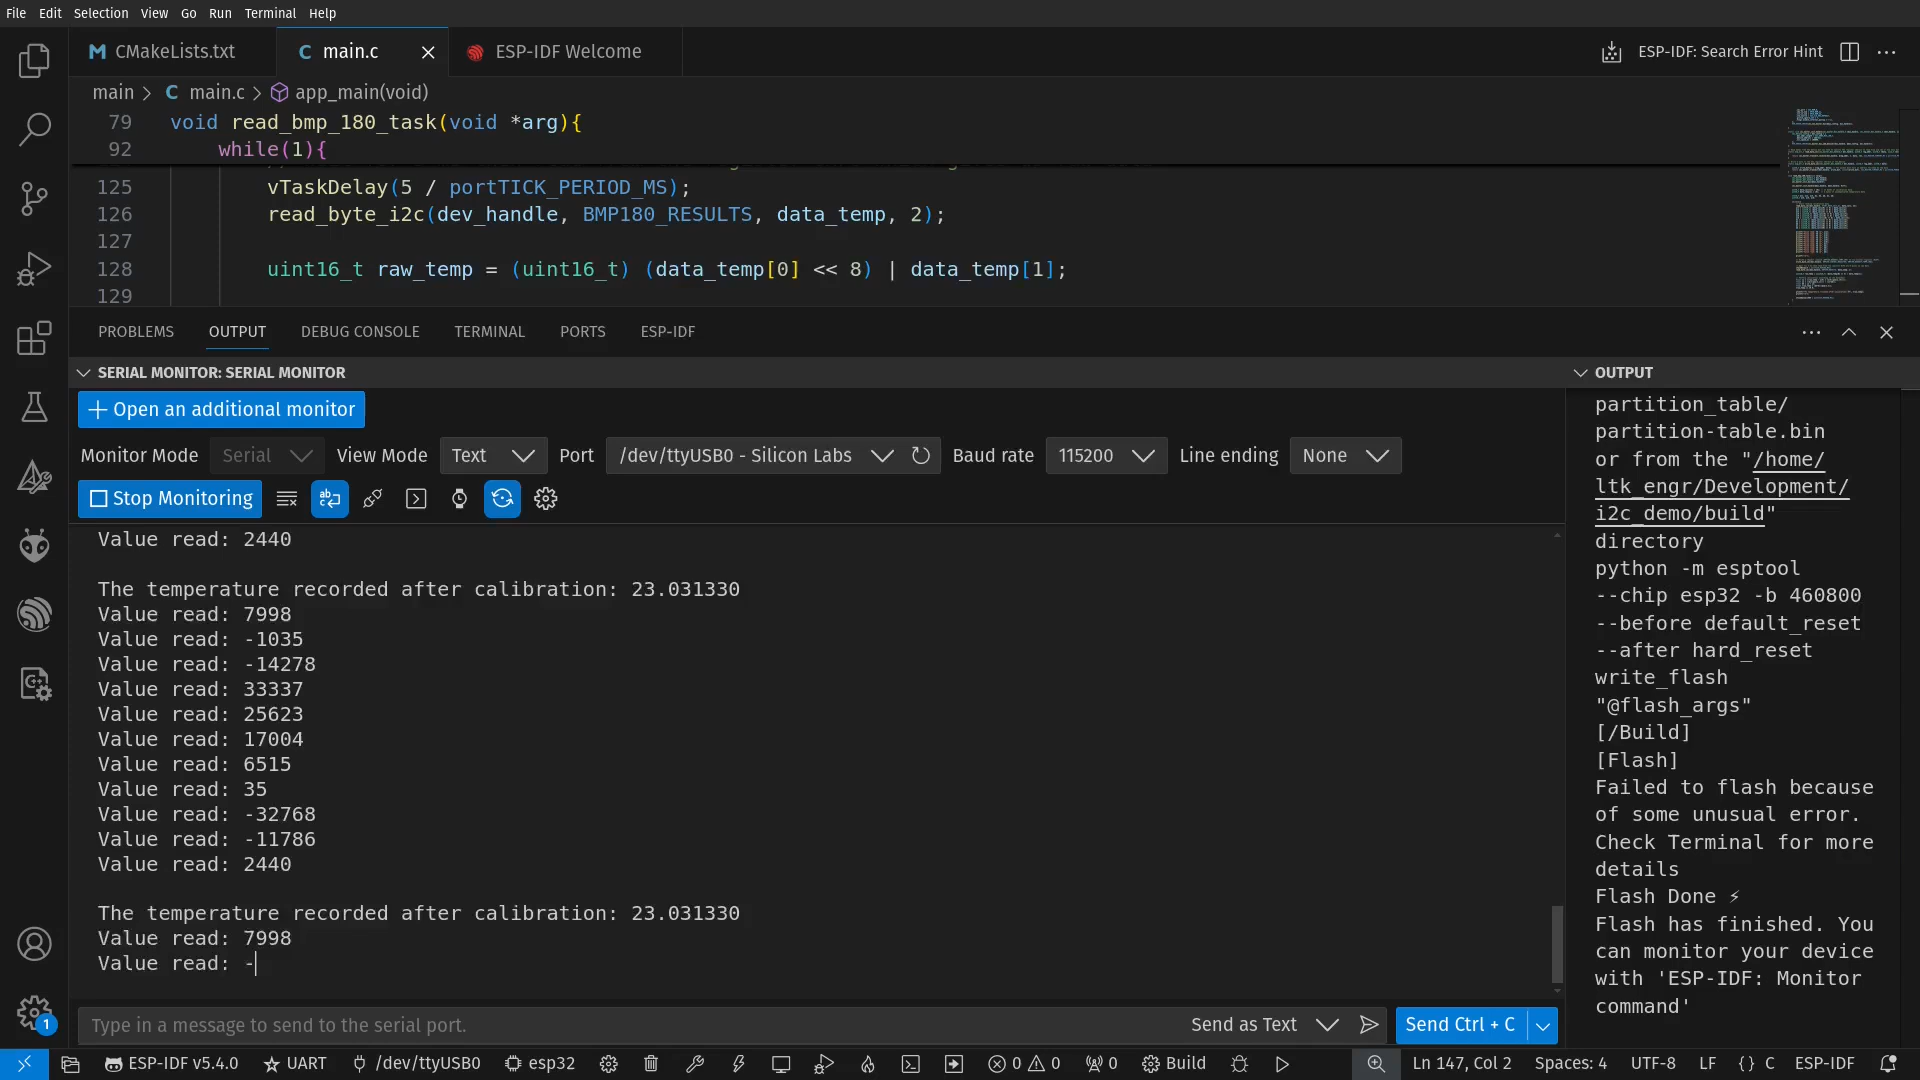 File Edit Selection View Go Run Terminal Help
CMakeLists.txt main.c ESP-IDF Welcome ESP-IDF: Search Error Hint
main > C main.c > app_main(void)
79 void read_bmp_180_task(void *arg){
92 while(1){
125 vTaskDelay(5 / portTICK_PERIOD_MS);
126 read_byte_i2c(dev_handle, BMP180_RESULTS, data_temp, 2);
127
128 uint16_t raw_temp = (uint16_t) (data_temp[0] << 8) | data_temp[1];
129
PROBLEMS OUTPUT DEBUG CONSOLE TERMINAL PORTS ESP-IDF
SERIAL MONITOR: SERIAL MONITOR
Open an additional monitor
Monitor Mode Serial View Mode Text Port /dev/ttyUSB0 - Silicon Labs Baud rate 115200 Line ending None
Stop Monitoring
Value read: 2440
The temperature recorded after calibration: 23.031330
Value read: 7998
Value read: -1035
Value read: -14278
Value read: 33337
Value read: 25623
Value read: 17004
Value read: 6515
Value read: 35
Value read: -32768
Value read: -11786
Value read: 2440
The temperature recorded after calibration: 23.031330
Value read: 7998
Value read: -
Type in a message to send to the serial port. Send as Text Send Ctrl + C
OUTPUT
partition_table/
partition-table.bin
or from the "/home/
ltk_engr/Development/
i2c_demo/build"
directory
python -m esptool
--chip esp32 -b 460800
--before default_reset
--after hard_reset
write_flash
"@flash_args"
[/Build]
[Flash]
Failed to flash because
of some unusual error.
Check Terminal for more
details
Flash Done ⚡
Flash has finished. You
can monitor your device
with 'ESP-IDF: Monitor
command'
1
ESP-IDF v5.4.0 UART /dev/ttyUSB0 esp32 0 0 0 Build Ln 147, Col 2 Spaces: 4 UTF-8 LF {} C ESP-IDF